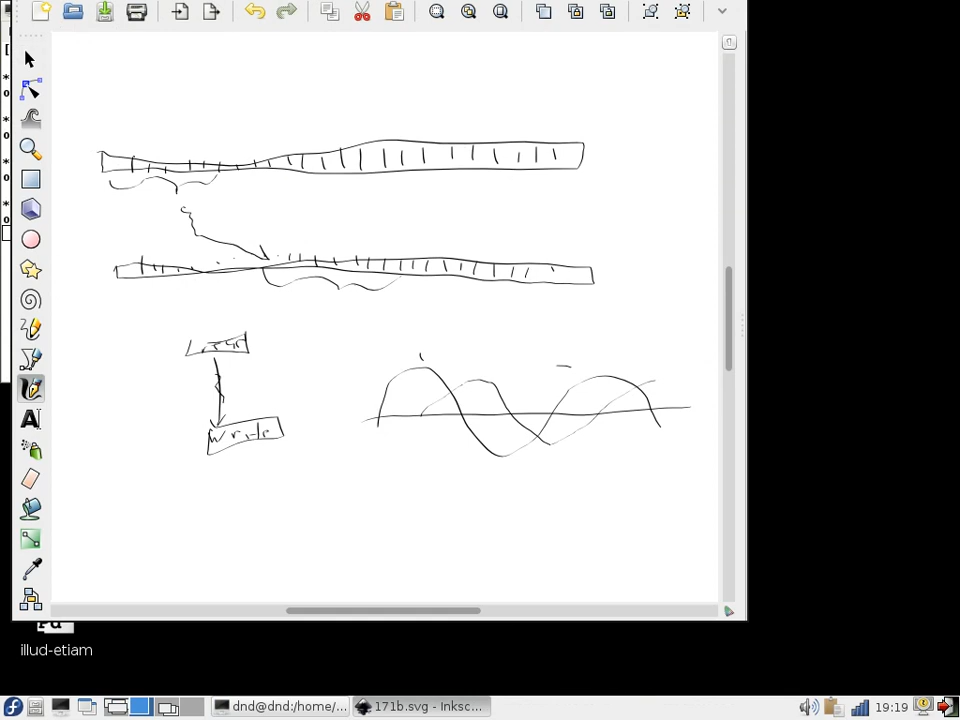 Write
illud-etiam
dnd@dnd:/home/...
171b.svg - Inksc...
19:19